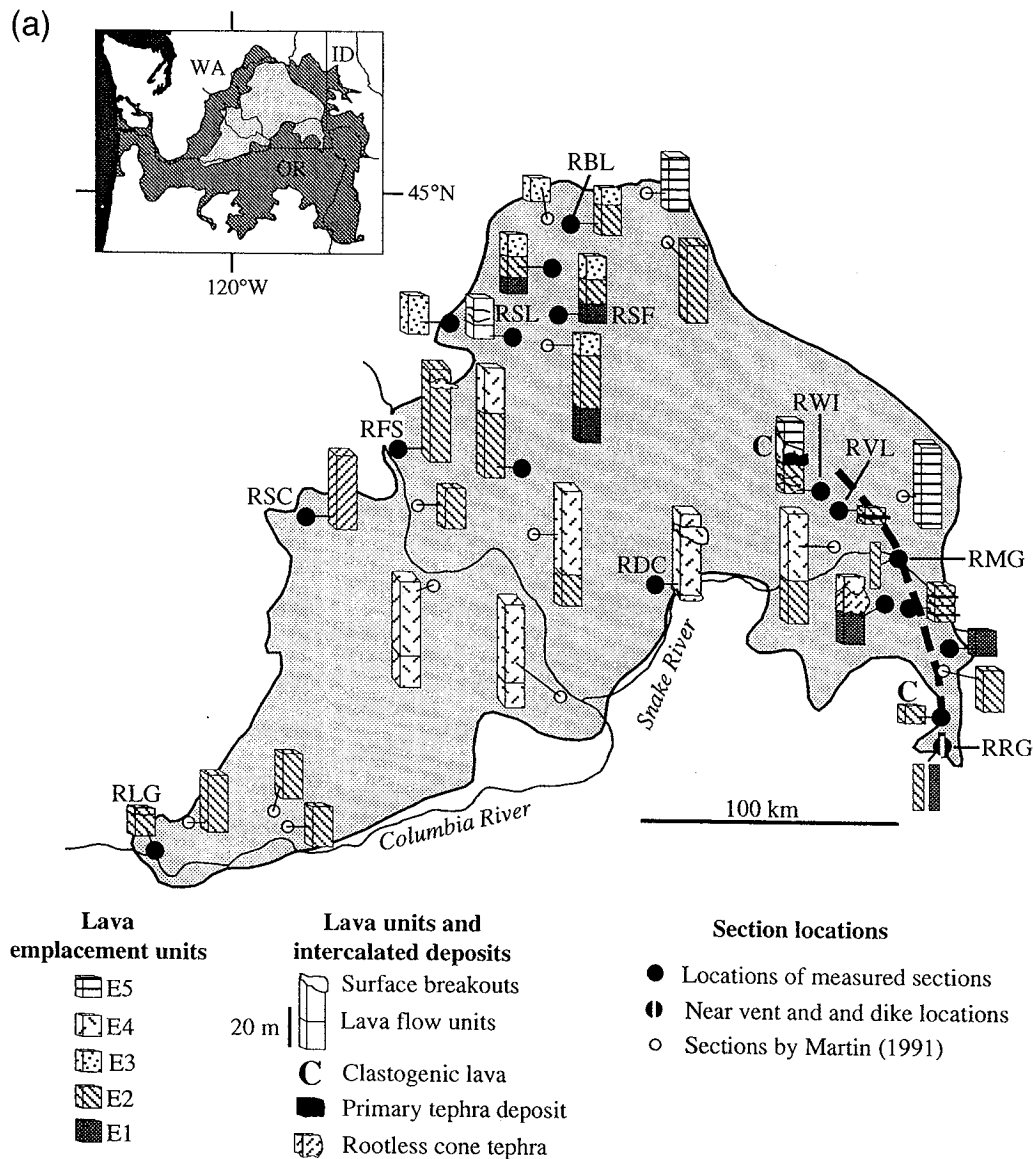 (a)
WA
ID
OR
45°N
120°W
RBL
RSL
RSF
RFS
RSC
RWI
RVL
C
RDC
RMG
C
RRG
RLG
Snake River
Columbia River
100 km
Lava
emplacement units
E5
E4
E3
E2
E1
Lava units and
intercalated deposits
Surface breakouts
20 m
Lava flow units
C Clastogenic lava
Primary tephra deposit
Rootless cone tephra
Section locations
Locations of measured sections
Near vent and and dike locations
Sections by Martin (1991)